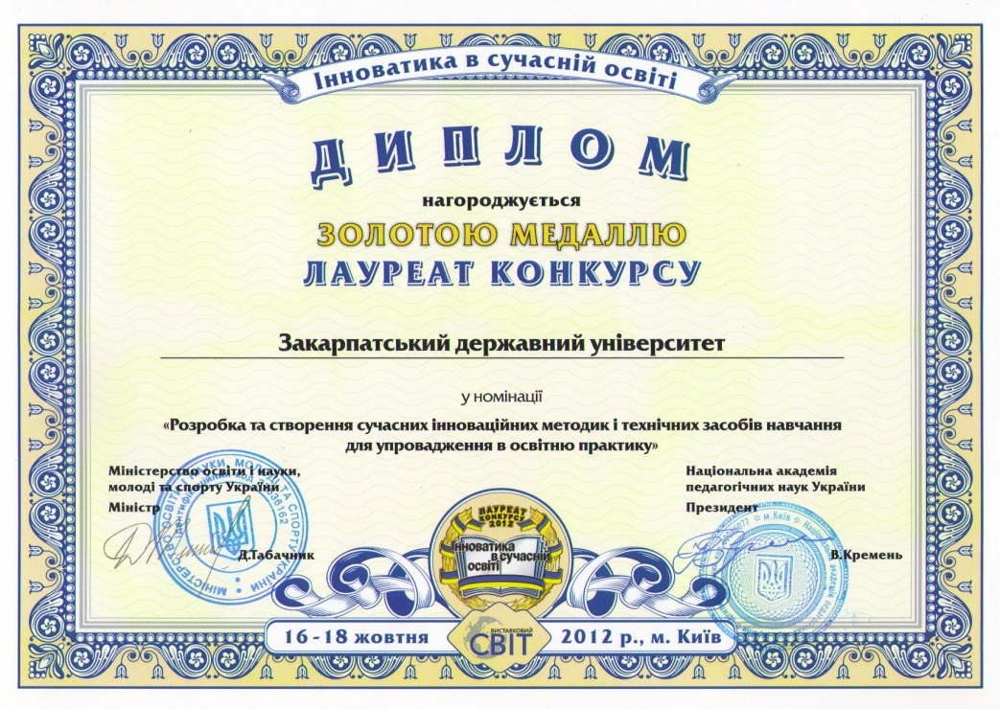 Інноватика в сучасній освіті
ДИПЛОМ
нагороджується
ЗОЛОТОЮ МЕДАЛЛЮ
ЛАУРЕАТ КОНКУРСУ
Закарпатський державний університет
у номінації
«Розробка та створення сучасних інноваційних методик і технічних засобів навчання
для упровадження в освітню практику»
Міністерство освіти і науки,
молоді та спорту України
Міністр
Д.Табачник
Національна академія
педагогічних наук України
Президент
В.Кремень
ЛАУРЕАТ
КОНКУРСУ
2012
Інноватика
в сучасній
освіті
16-18 жовтня
ВИСТАВКОВИЙ
СВІТ
2012 р., м. Київ